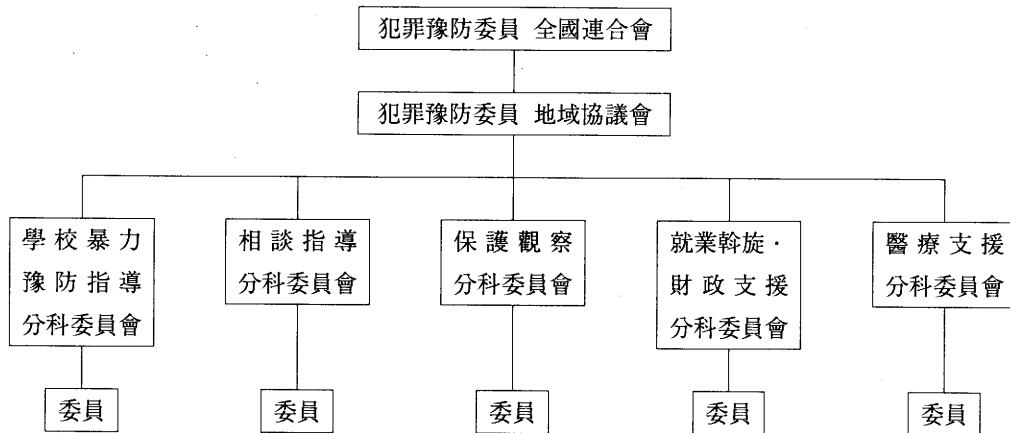 犯罪豫防委員 全國連合會
犯罪豫防委員 地域協議會
學校暴力
豫防指導
分科委員會
相談指導
分科委員會
保護觀察
分科委員會
就業斡旋·
財政支援
分科委員會
醫療支援
分科委員會
委員
委員
委員
委員
委員